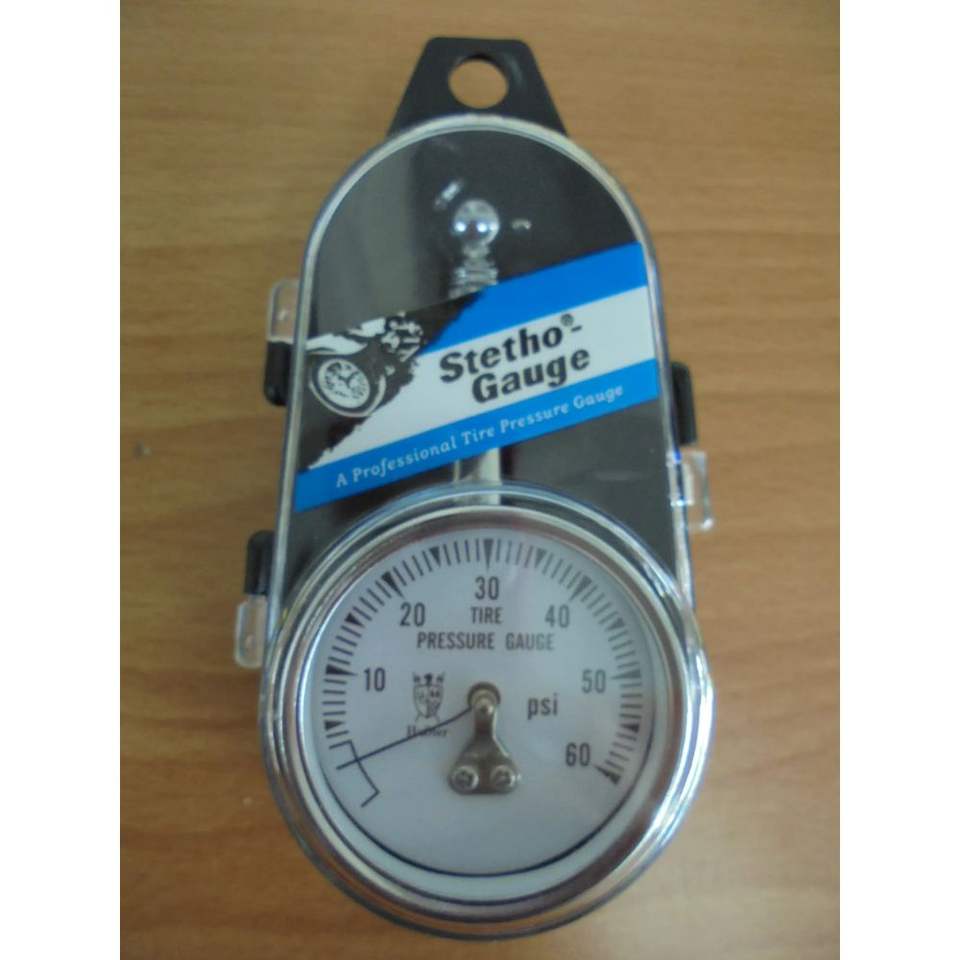 Stetho®-
Gauge
A Professional Tire Pressure Gauge
30
20 TIRE 40
PRESSURE GAUGE
10 50
psi
60